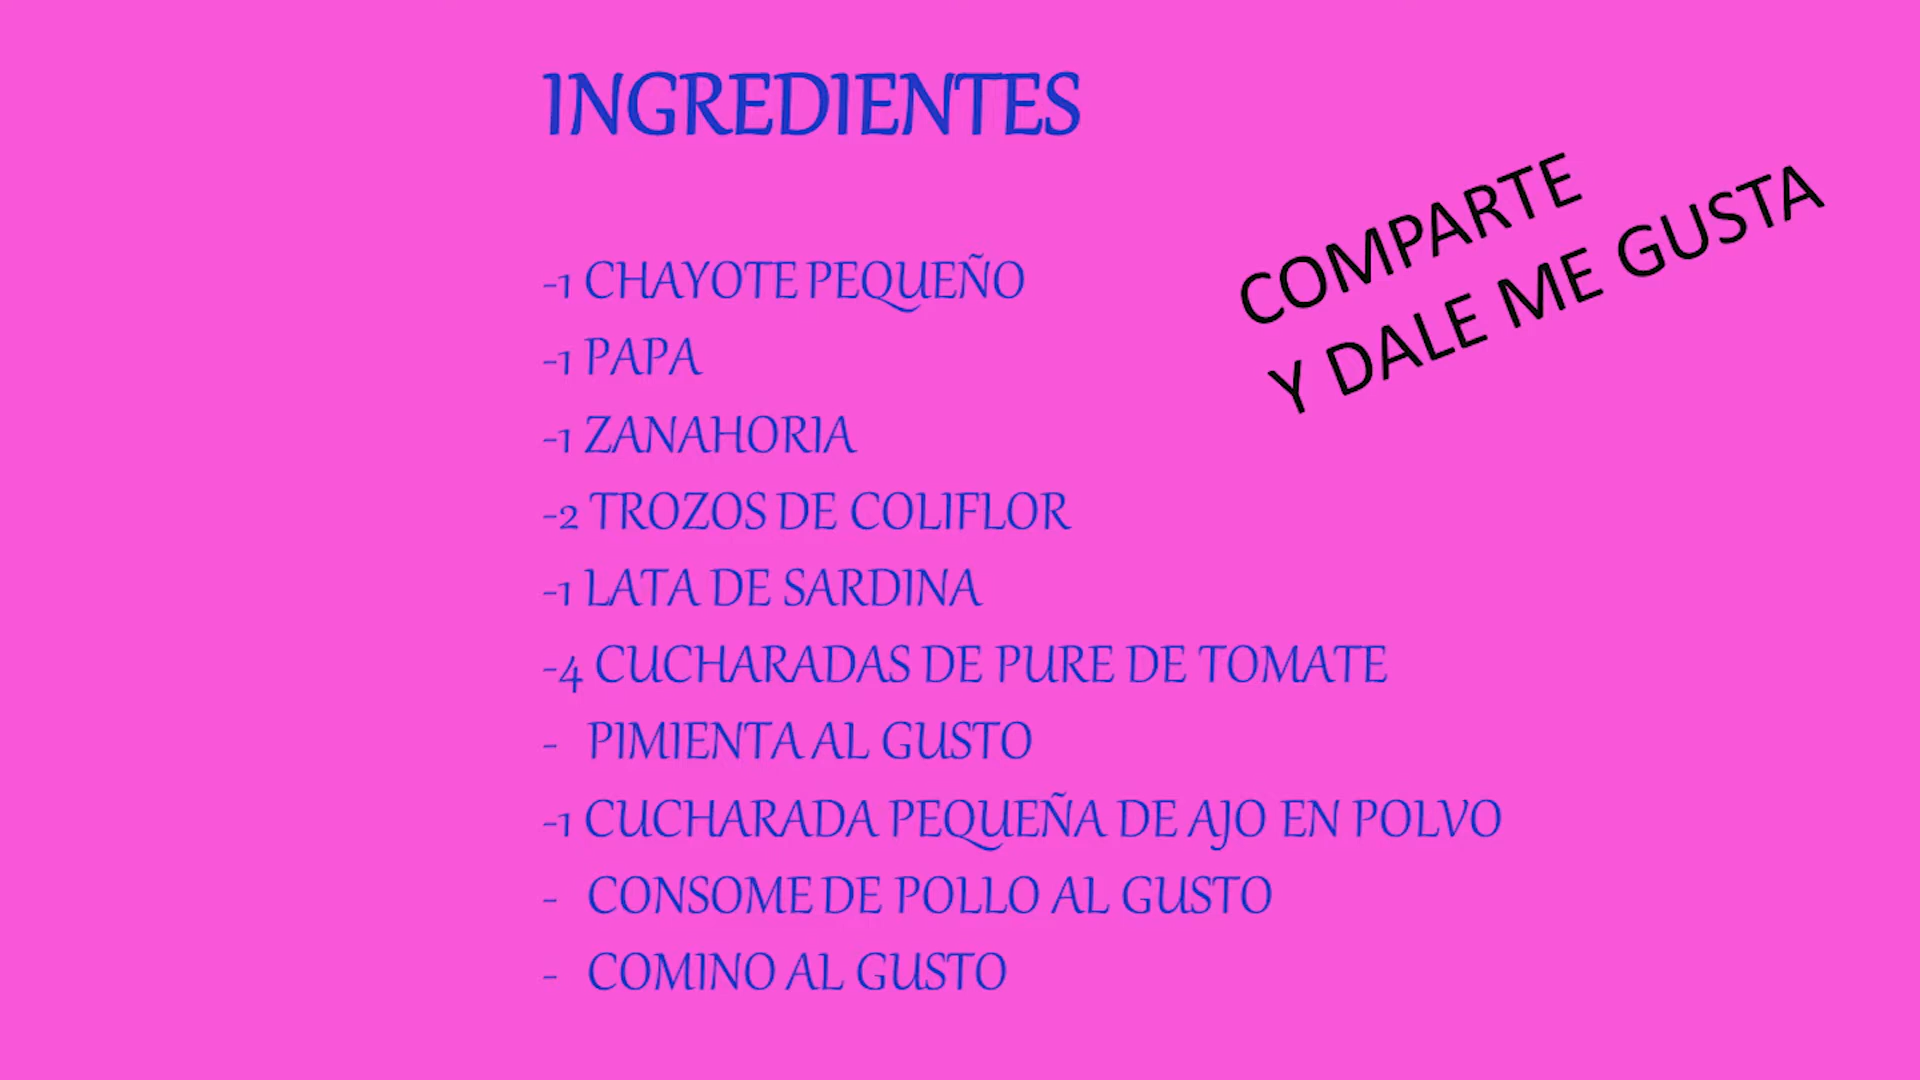 INGREDIENTES
COMPARTE
Y DALE ME GUSTA
-1 CHAYOTE PEQUEÑO
-1 PAPA
-1 ZANAHORIA
-2 TROZOS DE COLIFLOR
-1 LATA DE SARDINA
-4 CUCHARADAS DE PURE DE TOMATE
- PIMIENTA AL GUSTO
-1 CUCHARADA PEQUEÑA DE AJO EN POLVO
- CONSOME DE POLLO AL GUSTO
- COMINO AL GUSTO